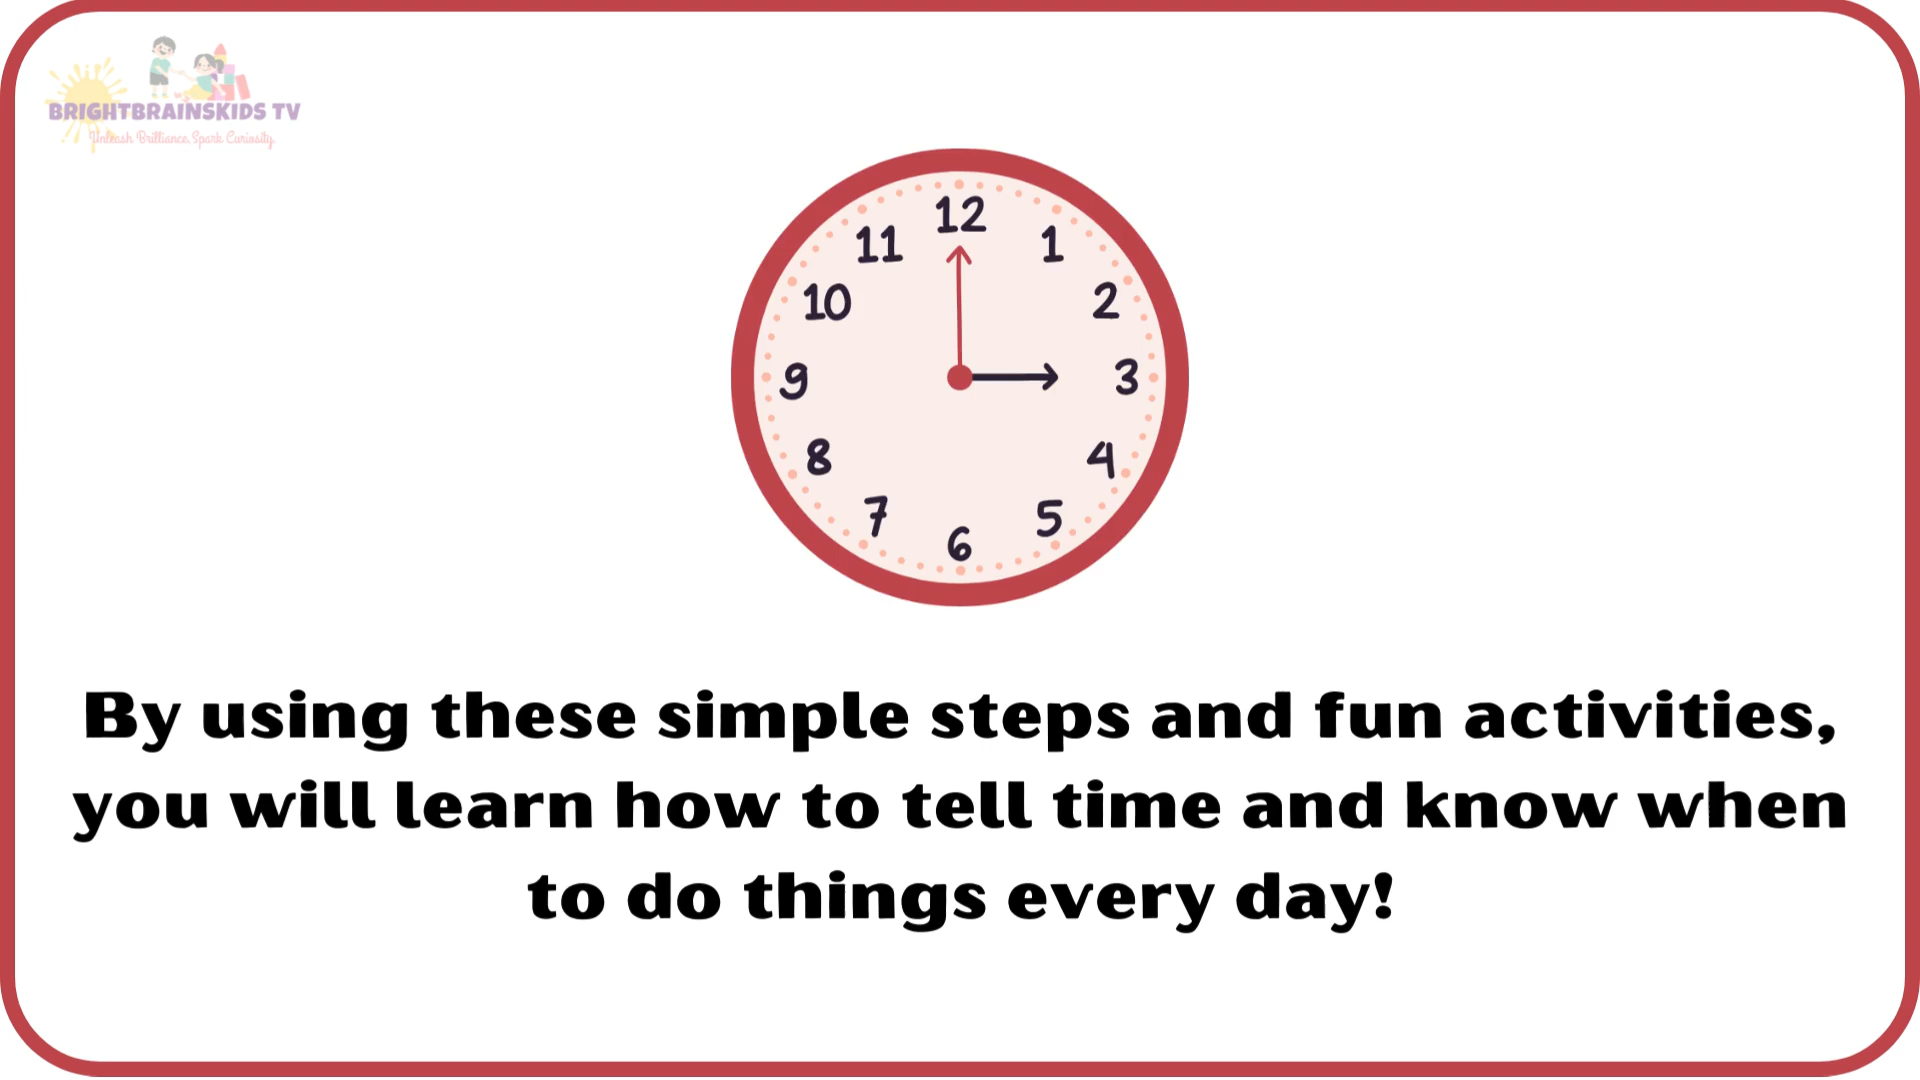 BRIGHTBRAINSKIDS TV
Unleash Brilliance, Spark Curiosity.
12
11
1
10
2
9
3
8
4
7
5
6
By using these simple steps and fun activities,
you will learn how to tell time and know when
to do things every day!